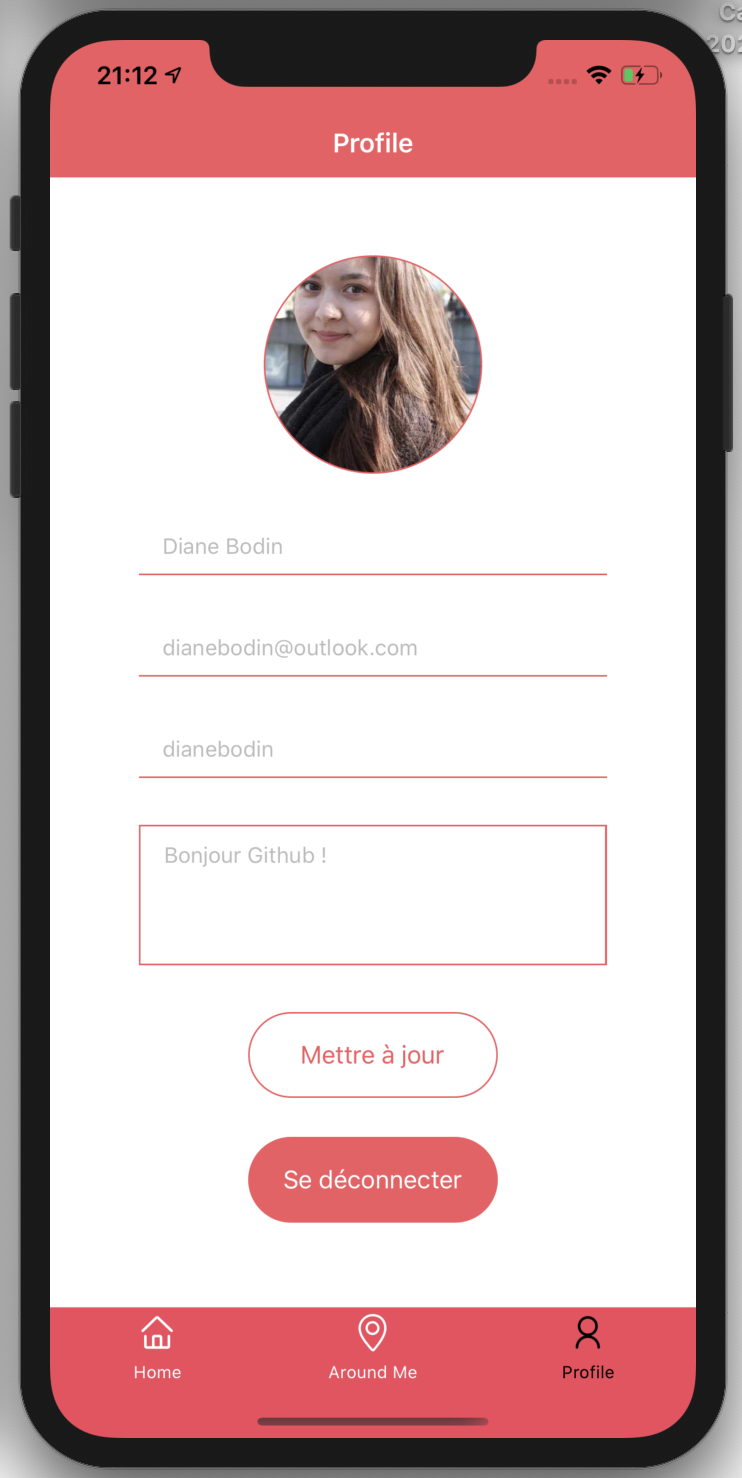 21:12
Profile
Diane Bodin
dianebodin@outlook.com
dianebodin
Bonjour Github !
Mettre à jour
Se déconnecter
Home
Around Me
Profile